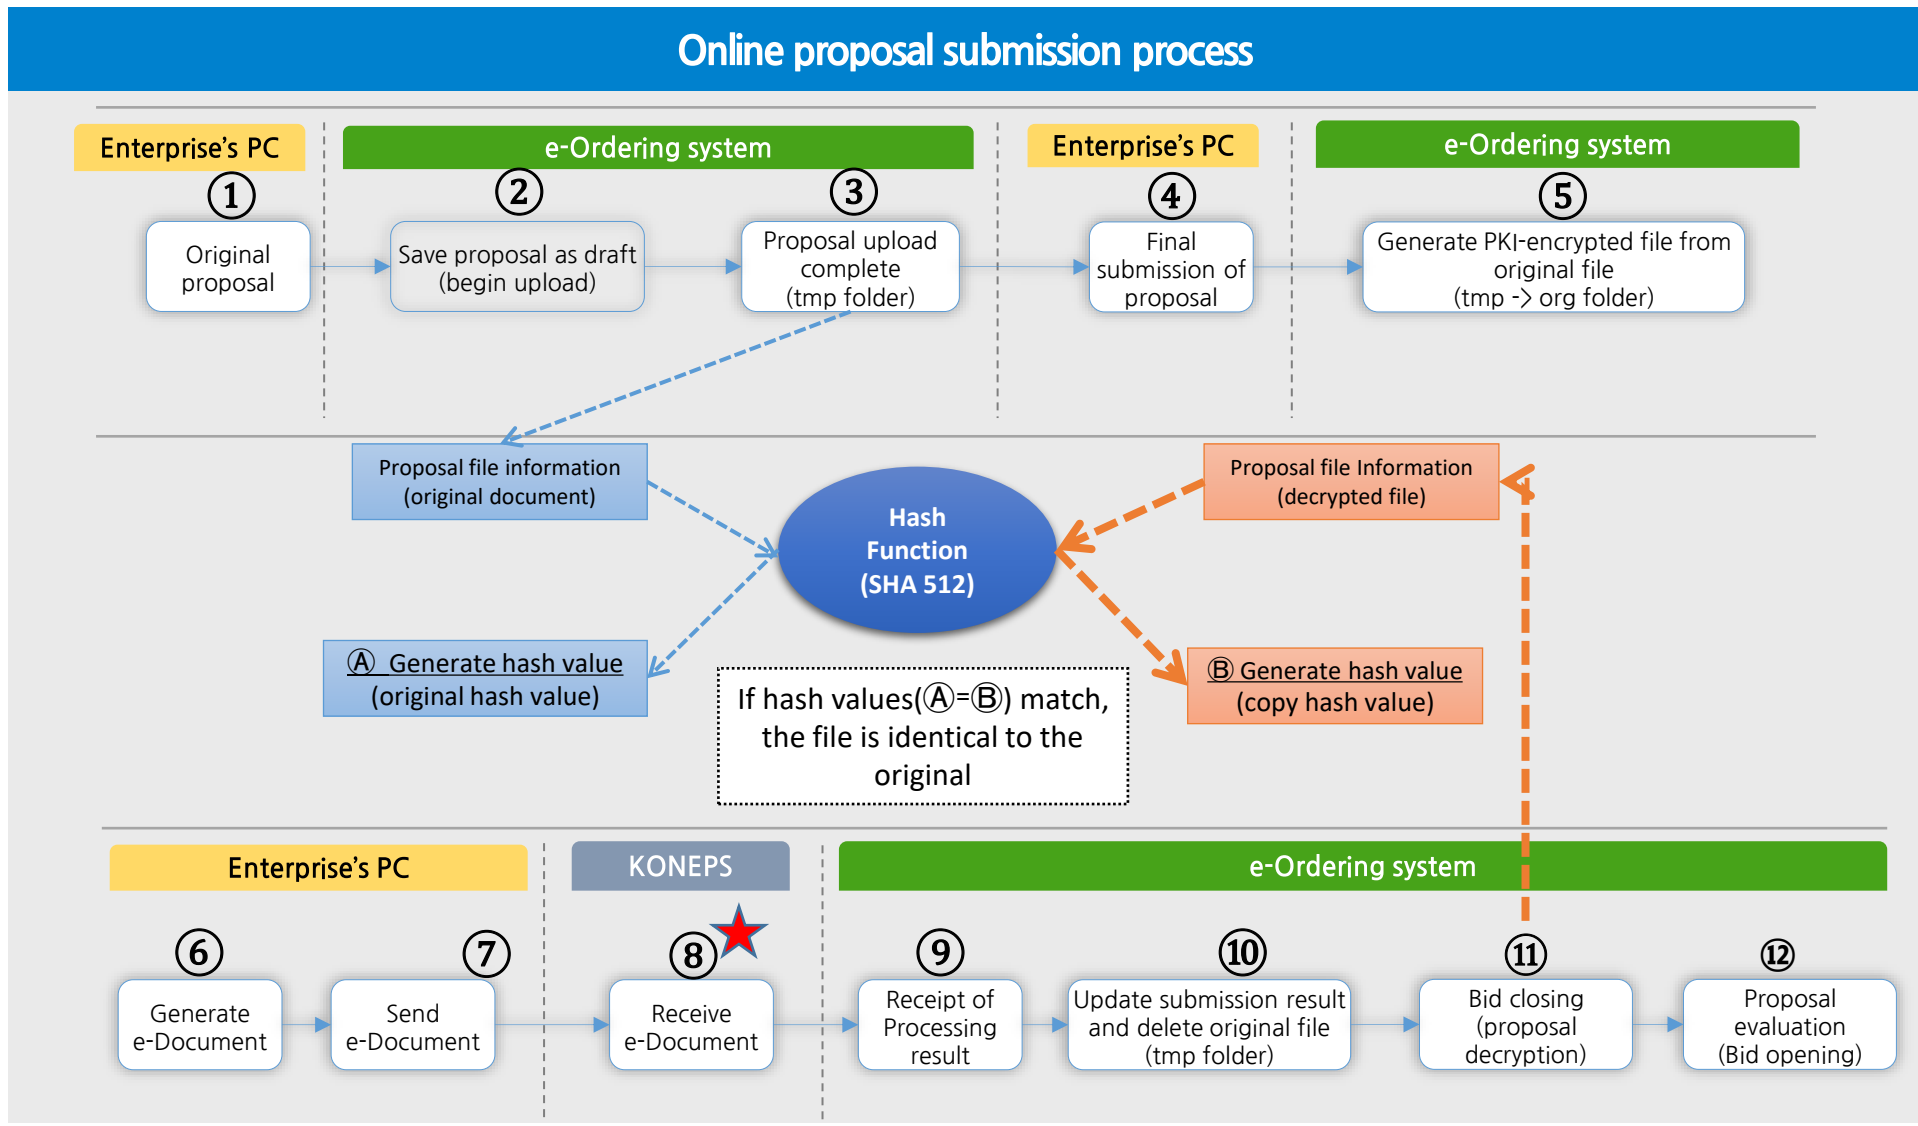 Online proposal submission process
Enterprise's PC
e-Ordering system
Enterprise's PC
e-Ordering system
①
②
③
④
⑤
Original
proposal
Save proposal as draft
(begin upload)
Proposal upload
complete
(tmp folder)
Final
submission of
proposal
Generate PKI-encrypted file from
original file
(tmp -> org folder)
Proposal file information
(original document)
Hash
Function
(SHA 512)
Proposal file Information
(decrypted file)
Ⓐ Generate hash value
(original hash value)
If hash values(Ⓐ=Ⓑ) match,
the file is identical to the
original
Ⓑ Generate hash value
(copy hash value)
Enterprise's PC
KONEPS
e-Ordering system
⑥
⑦
⑧
⑨
⑩
⑪
⑫
Generate
e-Document
Send
e-Document
Receive
e-Document
Receipt of
Processing
result
Update submission result
and delete original file
(tmp folder)
Bid closing
(proposal
decryption)
Proposal
evaluation
(Bid opening)